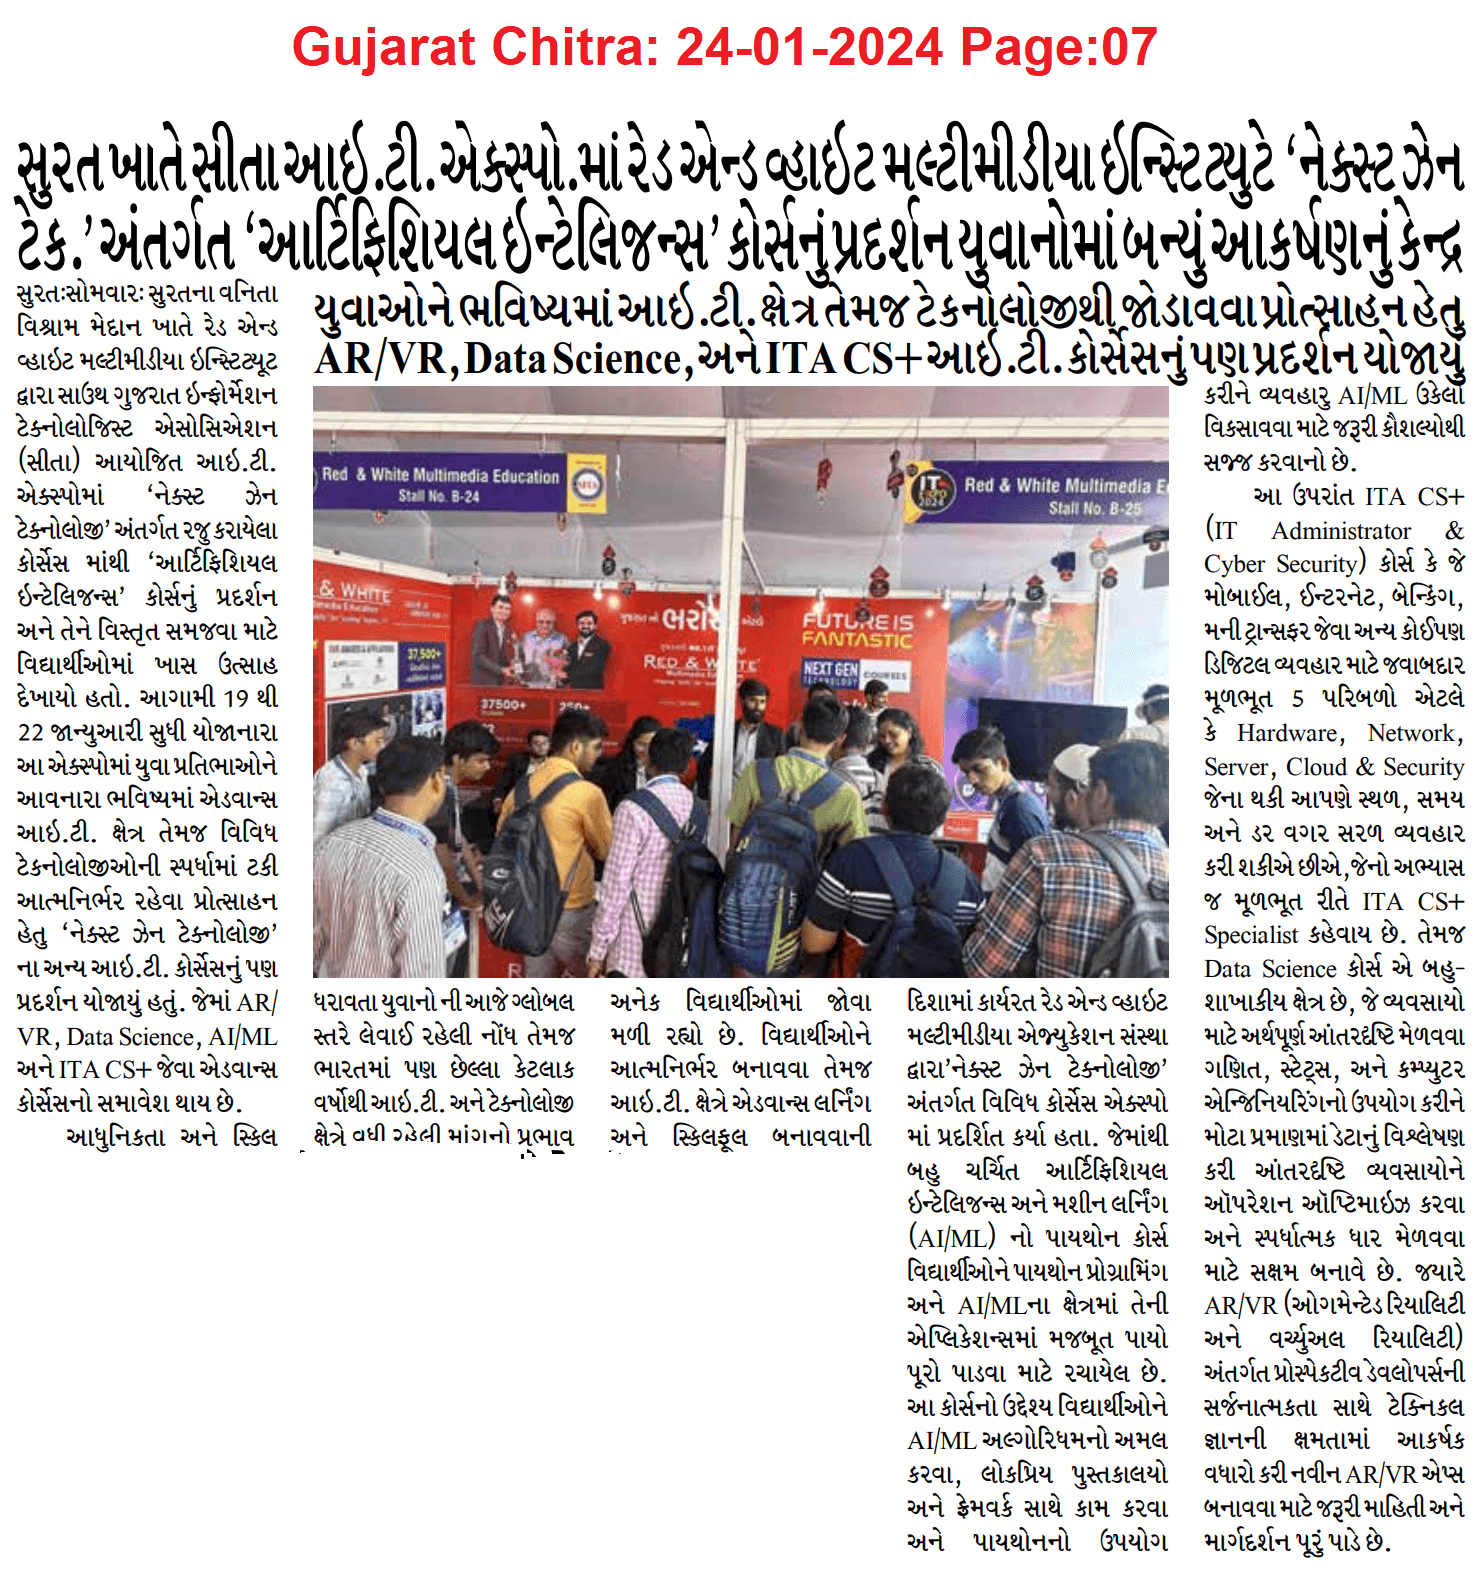 Gujarat Chitra: 24-01-2024 Page:07
સુરત ખાતે સીતા આઇ.ટી.એક્સ્પો.માં રેડ એન્ડ વ્હાઇટ મલ્ટીમીડીયા ઇન્સ્ટિટ્યુટે ‘નેક્સ્ટ ઝેન
ટેક.’ અંતર્ગત ‘આર્ટિફિશિયલ ઇન્ટેલિજન્સ’ કોર્સનું પ્રદર્શન યુવાનોમાં બન્યું આકર્ષણનું કેન્દ્ર
યુવાઓને ભવિષ્યમાં આઇ.ટી. ક્ષેત્ર તેમજ ટેકનોલોજીથી જોડાવવા પ્રોત્સાહન હેતુ
AR/VR, Data Science, અને ITA CS+ આઇ.ટી. કોર્સેસનું પણ પ્રદર્શન યોજાયું
સુરતઃસોમવારઃ સુરતના વનિતા
વિશ્રામ મેદાન ખાતે રેડ એન્ડ
વ્હાઇટ મલ્ટીમીડીયા ઇન્સ્ટિટ્યૂટ
દ્વારા સાઉથ ગુજરાત ઇન્ફોર્મેશન
ટેક્નોલોજિસ્ટ એસોસિએશન
(સીતા) આયોજિત આઇ.ટી.
એક્સ્પોમાં ‘નેક્સ્ટ ઝેન
ટેક્નોલોજી’ અંતર્ગત રજુ કરાયેલા
કોર્સેસ માંથી ‘આર્ટિફિશિયલ
ઇન્ટેલિજન્સ’ કોર્સનું પ્રદર્શન
અને તેને વિસ્તૃત સમજવા માટે
વિદ્યાર્થીઓમાં ખાસ ઉત્સાહ
દેખાયો હતો. આગામી 19 થી
22 જાન્યુઆરી સુધી યોજાનારા
આ એક્સ્પોમાં યુવા પ્રતિભાઓને
આવનારા ભવિષ્યમાં એડવાન્સ
આઇ.ટી. ક્ષેત્ર તેમજ વિવિધ
ટેકનોલોજીઓની સ્પર્ધામાં ટકી
આત્મનિર્ભર રહેવા પ્રોત્સાહન
હેતુ ‘નેક્સ્ટ ઝેન ટેક્નોલોજી’
ના અન્ય આઇ.ટી. કોર્સેસનું પણ
પ્રદર્શન યોજાયું હતું. જેમાં AR/
VR, Data Science, AI/ML
અને ITA CS+ જેવા એડવાન્સ
કોર્સેસનો સમાવેશ થાય છે.
આધુનિકતા અને સ્કિલ
Red & White Multimedia Education
Stall No. B-24
SITA
IT
EXPO
2024
Red & White Multimedia E
Stall No. B-25
& WHITE
ગુજરાત નો ભરોસો
RED & WHITE
Multimedia Education
FUTURE IS
FANTASTIC
NEXT GEN
TECHNOLOGY
COURSES
37,500+
37500+
ધરાવતા યુવાનો ની આજે ગ્લોબલ
સ્તરે લેવાઈ રહેલી નોંધ તેમજ
ભારતમાં પણ છેલ્લા કેટલાક
વર્ષોથી આઇ.ટી. અને ટેક્નોલોજી
ક્ષેત્રે વધી રહેલી માંગનો પ્રભાવ
અનેક વિદ્યાર્થીઓમાં જોવા
મળી રહ્યો છે. વિદ્યાર્થીઓને
આત્મનિર્ભર બનાવવા તેમજ
આઇ.ટી. ક્ષેત્રે એડવાન્સ લર્નિંગ
અને સ્કિલફૂલ બનાવવાની
દિશામાં કાર્યરત રેડ એન્ડ વ્હાઇટ
મલ્ટીમીડીયા એજ્યુકેશન સંસ્થા
દ્વારા’નેક્સ્ટ ઝેન ટેક્નોલોજી’
અંતર્ગત વિવિધ કોર્સેસ એક્સ્પો
માં પ્રદર્શિત કર્યા હતા. જેમાંથી
બહુ ચર્ચિત આર્ટિફિશિયલ
ઇન્ટેલિજન્સ અને મશીન લર્નિંગ
(AI/ML) નો પાયથોન કોર્સ
વિદ્યાર્થીઓને પાયથોન પ્રોગ્રામિંગ
અને AI/MLના ક્ષેત્રમાં તેની
એપ્લિકેશન્સમાં મજબૂત પાયો
પૂરો પાડવા માટે રચાયેલ છે.
આ કોર્સનો ઉદ્દેશ્ય વિદ્યાર્થીઓને
AI/ML અલ્ગોરિધમનો અમલ
કરવા, લોકપ્રિય પુસ્તકાલયો
અને ફ્રેમવર્ક સાથે કામ કરવા
અને પાયથોનનો ઉપયોગ
કરીને વ્યવહારુ AI/ML ઉકેલો
વિકસાવવા માટે જરૂરી કૌશલ્યોથી
સજ્જ કરવાનો છે.
આ ઉપરાંત ITA CS+
(IT Administrator &
Cyber Security) કોર્સ કે જે
મોબાઈલ, ઈન્ટરનેટ, બેન્કિંગ,
મની ટ્રાન્સફર જેવા અન્ય કોઈપણ
ડિજિટલ વ્યવહાર માટે જવાબદાર
મૂળભૂત 5 પરિબળો એટલે
કે Hardware, Network,
Server, Cloud & Security
જેના થકી આપણે સ્થળ, સમય
અને ડર વગર સરળ વ્યવહાર
કરી શકીએ છીએ,જેનો અભ્યાસ
જ મૂળભૂત રીતે ITA CS+
Specialist કહેવાય છે. તેમજ
Data Science કોર્સ એ બહુ-
શાખાકીય ક્ષેત્ર છે, જે વ્યવસાયો
માટે અર્થપૂર્ણ આંતરદૃષ્ટિ મેળવવા
ગણિત, સ્ટેટ્સ, અને કમ્પ્યુટર
એન્જિનિયરિંગનો ઉપયોગ કરીને
મોટા પ્રમાણમાં ડેટાનું વિશ્લેષણ
કરી આંતરદૃષ્ટિ વ્યવસાયોને
ઑપરેશન ઑપ્ટિમાઇઝ કરવા
અને સ્પર્ધાત્મક ધાર મેળવવા
માટે સક્ષમ બનાવે છે. જયારે
AR/VR (ઓગમેન્ટેડ રિયાલિટી
અને વર્ચ્યુઅલ રિયાલિટી)
અંતર્ગત પ્રોસ્પેક્ટીવ ડેવલોપર્સની
સર્જનાત્મકતા સાથે ટેક્નિકલ
જ્ઞાનની ક્ષમતામાં આકર્ષક
વધારો કરી નવીન AR/VR એપ્સ
બનાવવા માટે જરૂરી માહિતી અને
માર્ગદર્શન પૂરું પાડે છે.